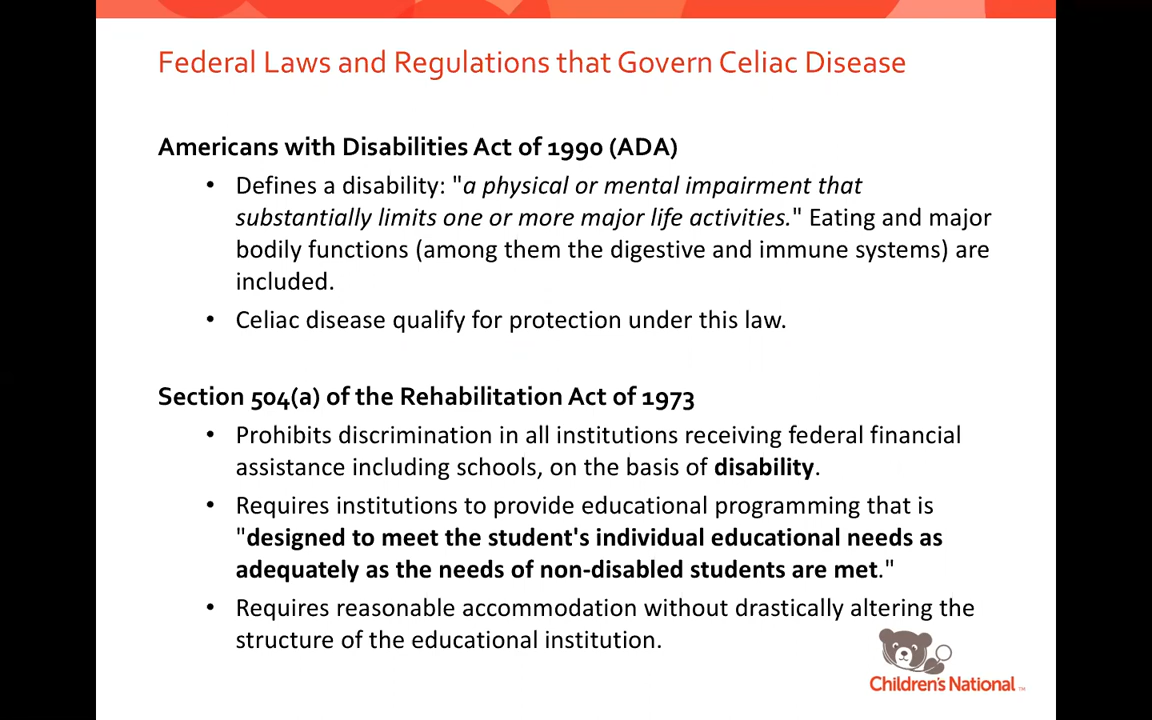 Federal Laws and Regulations that Govern Celiac Disease
Americans with Disabilities Act of 1990 (ADA)
• Defines a disability: "a physical or mental impairment that
substantially limits one or more major life activities." Eating and major
bodily functions (among them the digestive and immune systems) are
included.
• Celiac disease qualify for protection under this law.
Section 504(a) of the Rehabilitation Act of 1973
• Prohibits discrimination in all institutions receiving federal financial
assistance including schools, on the basis of disability.
• Requires institutions to provide educational programming that is
"designed to meet the student's individual educational needs as
adequately as the needs of non-disabled students are met."
• Requires reasonable accommodation without drastically altering the
structure of the educational institution.
Children's National™